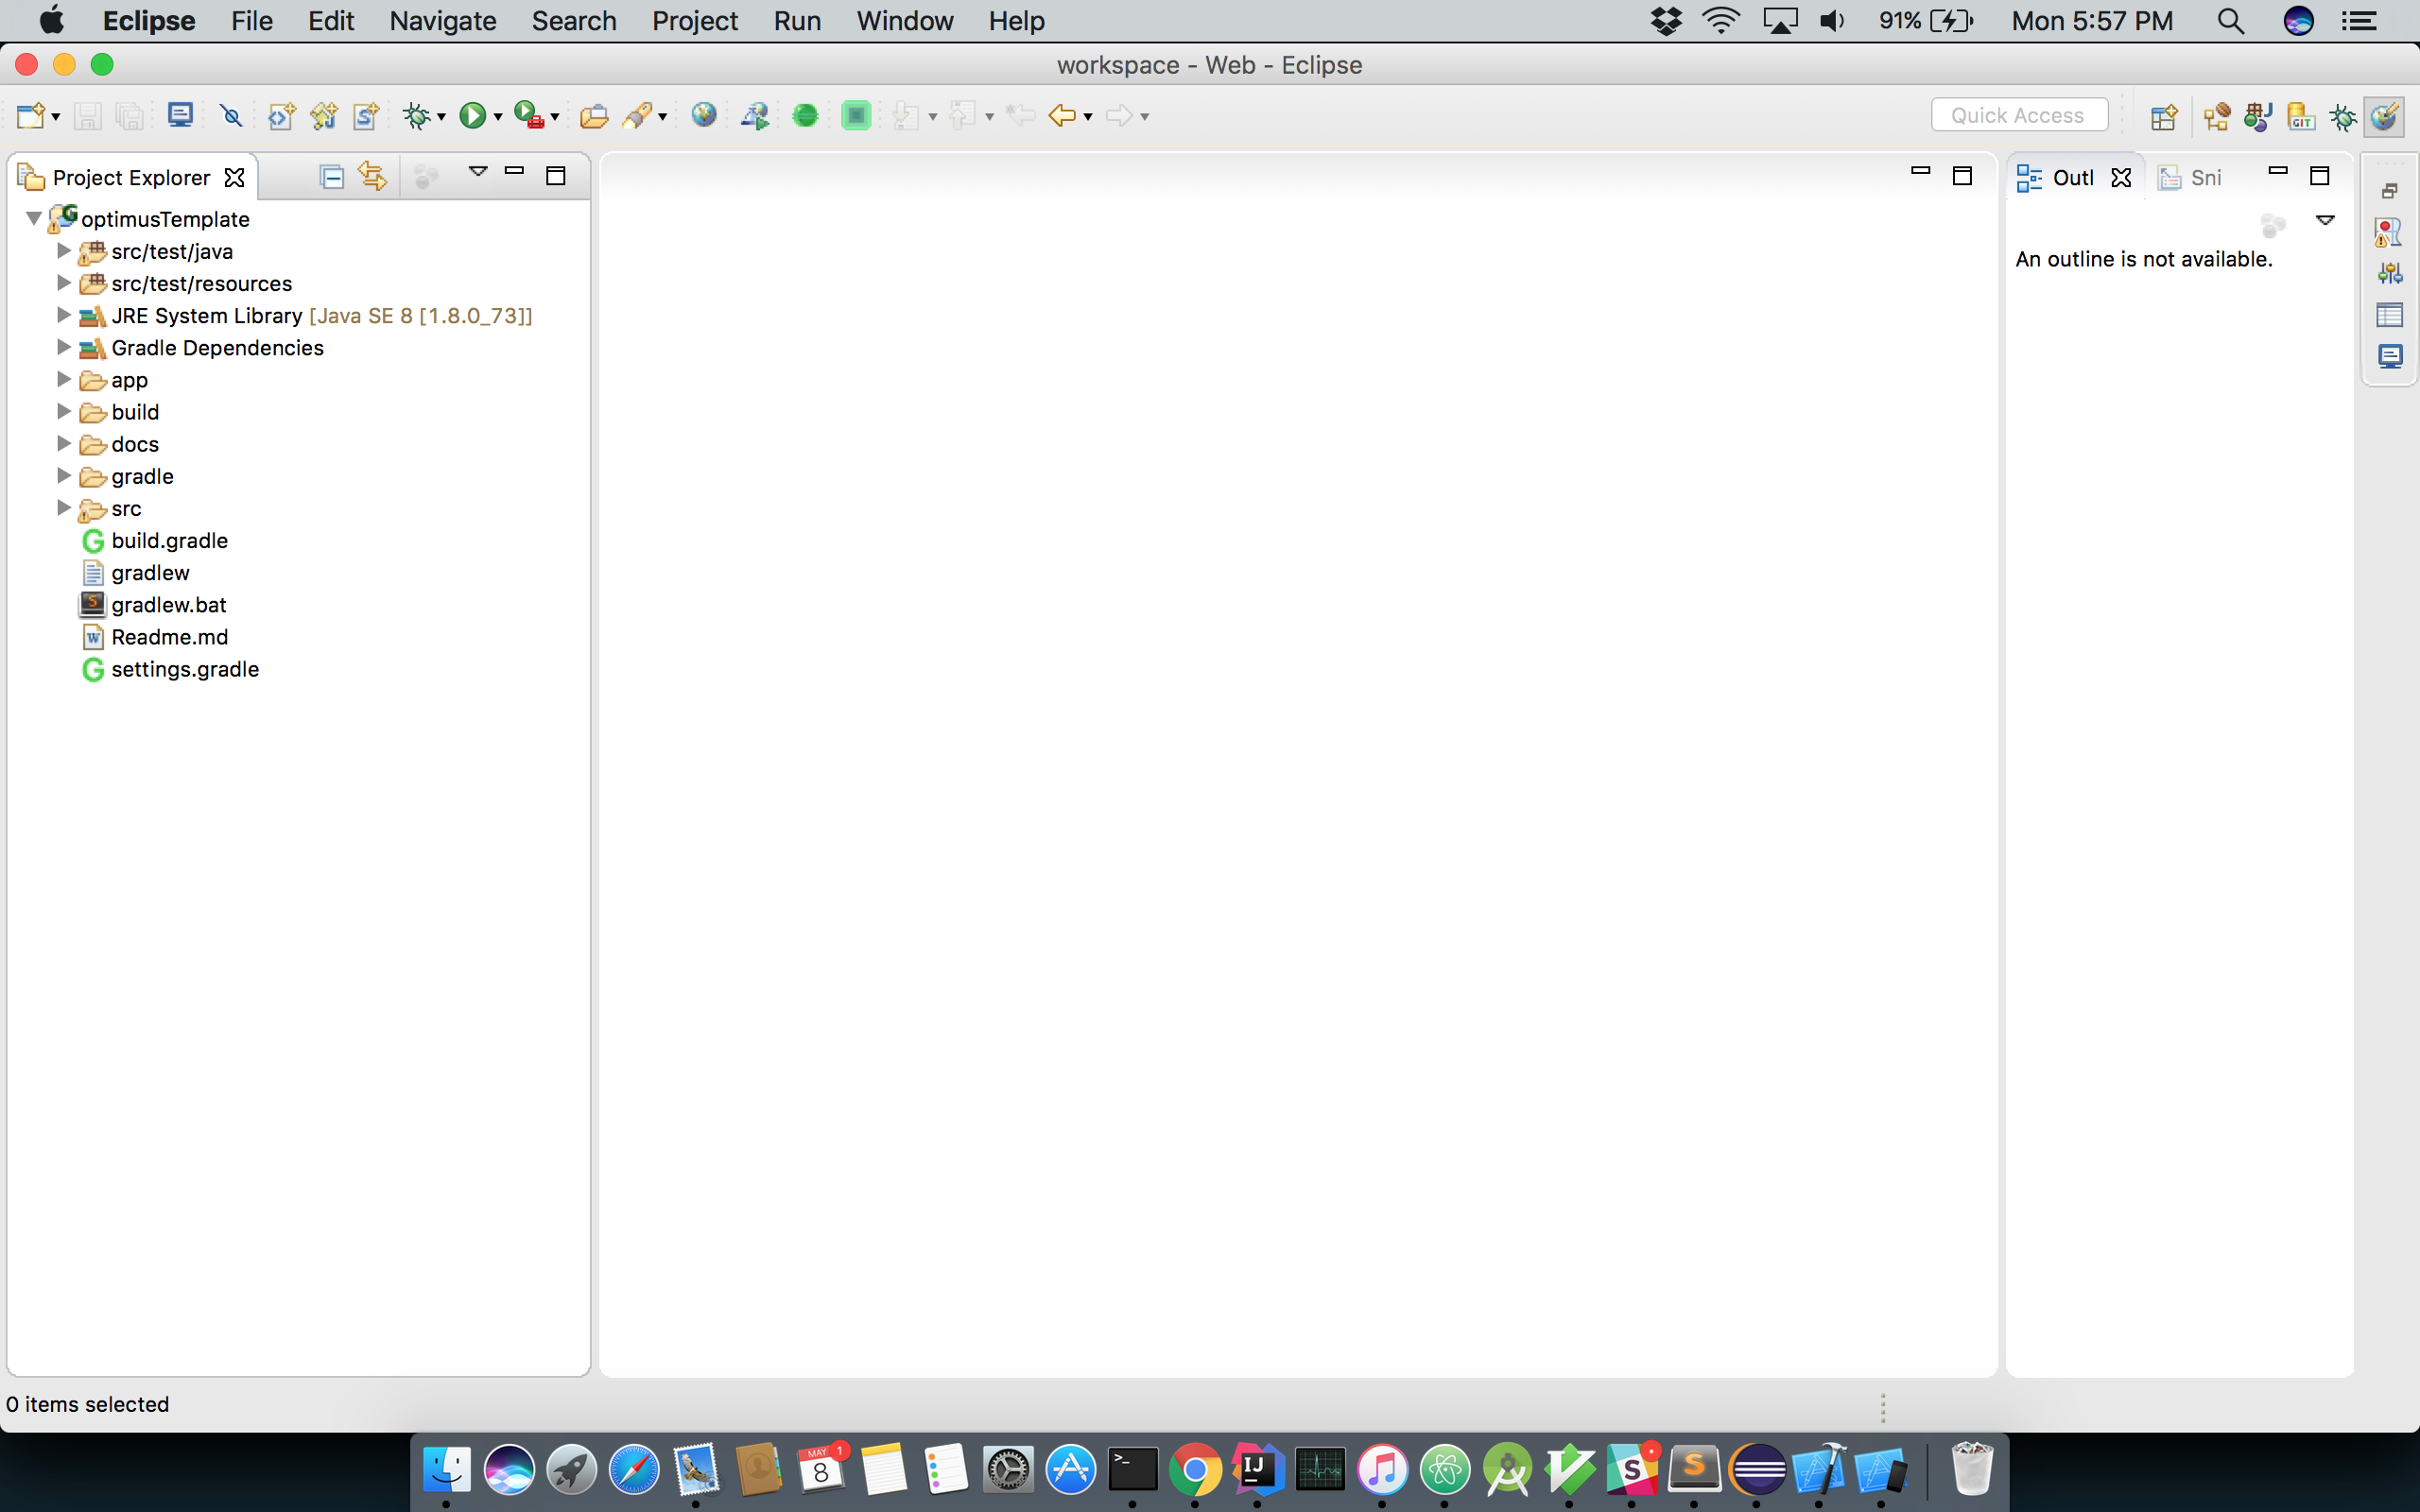 Eclipse File Edit Navigate Search Project Run Window Help 91% Mon 5:57 PM
workspace - Web - Eclipse
Quick Access
GIT
Project Explorer
Outl Sni
optimusTemplate
src/test/java
An outline is not available.
src/test/resources
JRE System Library [Java SE 8 [1.8.0_73]]
Gradle Dependencies
app
build
docs
gradle
src
build.gradle
gradlew
gradlew.bat
Readme.md
settings.gradle
0 items selected
MAY 1
8
IJ
S
S